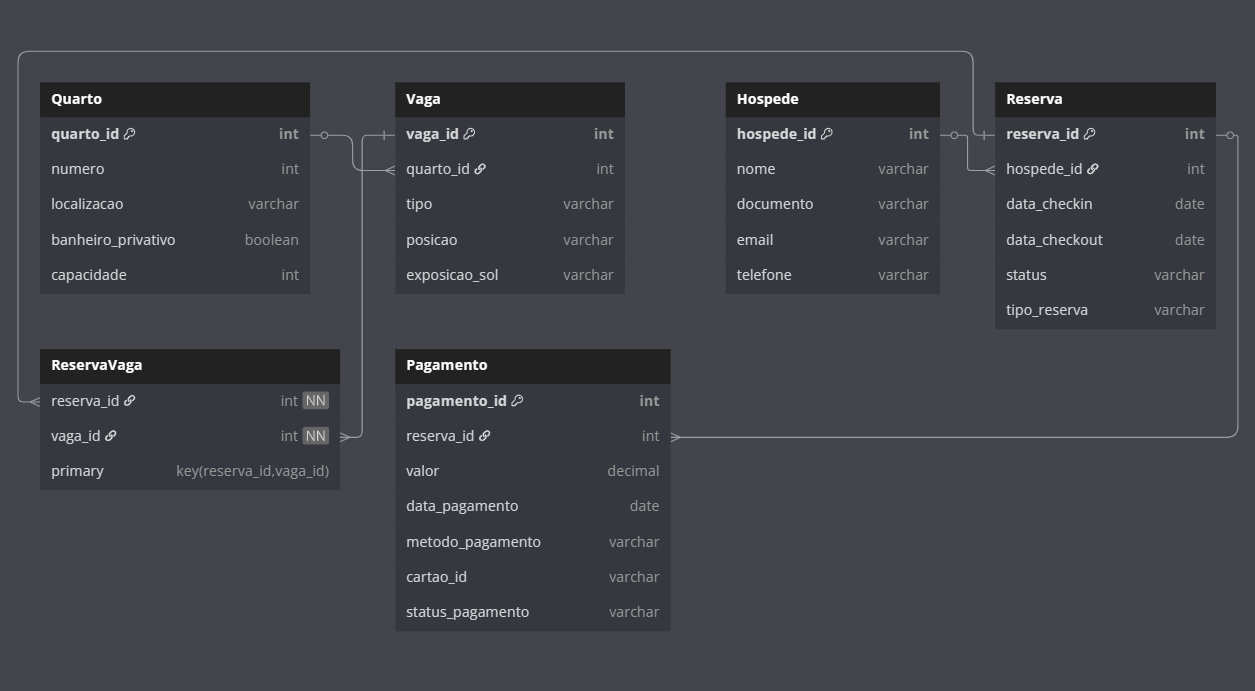 Quarto
quarto_id int
numero int
localizacao varchar
banheiro_privativo boolean
capacidade int
Vaga
vaga_id int
quarto_id int
tipo varchar
posicao varchar
exposicao_sol varchar
Hospede
hospede_id int
nome varchar
documento varchar
email varchar
telefone varchar
Reserva
reserva_id int
hospede_id int
data_checkin date
data_checkout date
status varchar
tipo_reserva varchar
ReservaVaga
reserva_id int NN
vaga_id int NN
primary key(reserva_id,vaga_id)
Pagamento
pagamento_id int
reserva_id int
valor decimal
data_pagamento date
metodo_pagamento varchar
cartao_id varchar
status_pagamento varchar